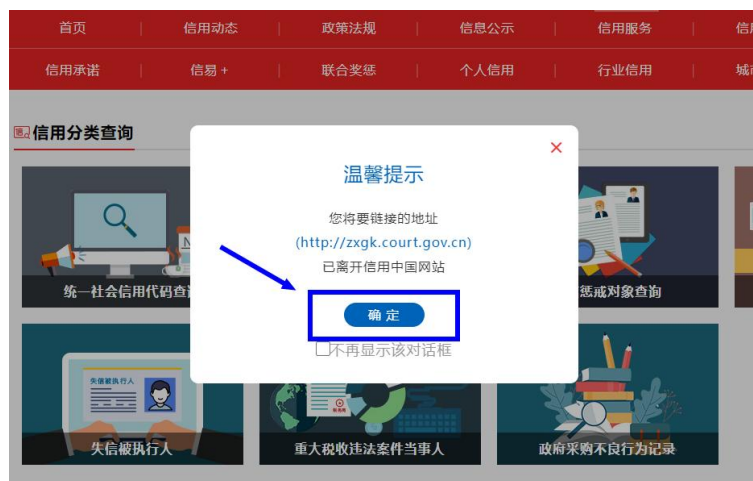 首页
信用动态
政策法规
信息公示
信用服务
信用承诺
信易+
联合奖惩
个人信用
行业信用
信用分类查询
温馨提示
您将要链接的地址
(http://zxgk.court.gov.cn)
已离开信用中国网站
确定
不再显示该对话框
统一社会信用代码查
惩戒对象查询
失信被执行人
失信被执行人
重大税收违法案件当事人
政府采购不良行为记录